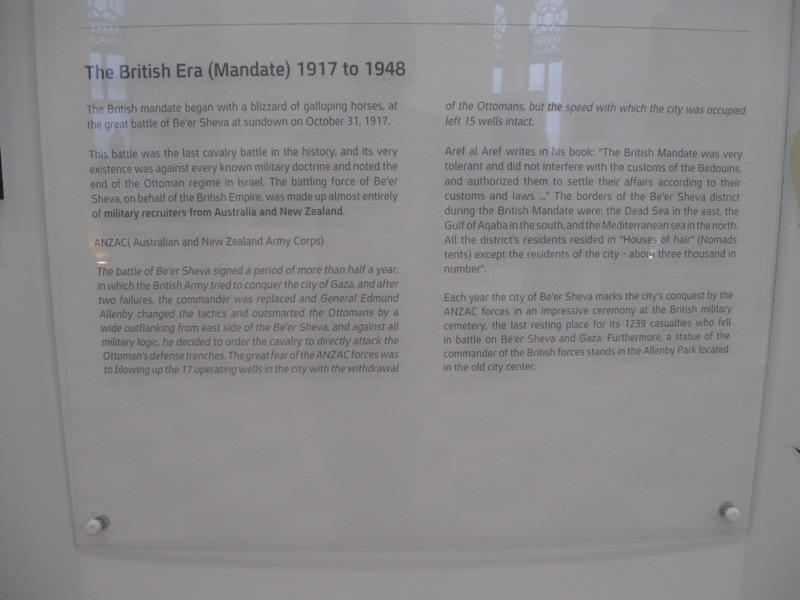 The British Era (Mandate) 1917 to 1948
The British mandate began with a blizzard of galloping horses, at
the great battle of Be'er Sheva at sundown on October 31, 1917.
This battle was the last cavalry battle in the history, and its very
existence was against every known military doctrine and noted the
end of the Ottoman regime in Israel. The battling force of Be'er
Sheva, on behalf of the British Empire, was made up almost entirely
of military recruiters from Australia and New Zealand.
ANZAC( Australian and New Zealand Army Corps)
The battle of Be'er Sheva signed a period of more than half a year,
in which the British Army tried to conquer the city of Gaza, and after
two failures, the commander was replaced and General Edmund
Allenby changed the tactics and outsmarted the Ottomans by a
wide outflanking from east side of the Be'er Sheva, and against all
military logic, he decided to order the cavalry to directly attack the
Ottoman's defense trenches. The great fear of the ANZAC forces was
to blowing up the 17 operating wells in the city with the withdrawal
of the Ottomans, but the speed with which the city was occupied
left 15 wells intact.
Aref al Aref writes in his book: "The British Mandate was very
tolerant and did not interfere with the customs of the Bedouins,
and authorized them to settle their affairs according to their
customs and laws ..." The borders of the Be'er Sheva district
during the British Mandate were: the Dead Sea in the east, the
Gulf of Aqaba in the south, and the Mediterranean sea in the north.
All the district's residents resided in "Houses of hair" (Nomads
tents) except the residents of the city - about three thousand in
number".
Each year the city of Be'er Sheva marks the city's conquest by the
ANZAC forces in an impressive ceremony at the British military
cemetery, the last resting place for its 1239 casualties who fell
in battle on Be'er Sheva and Gaza. Furthermore, a statue of the
commander of the British forces stands in the Allenby Park located
in the old city center.